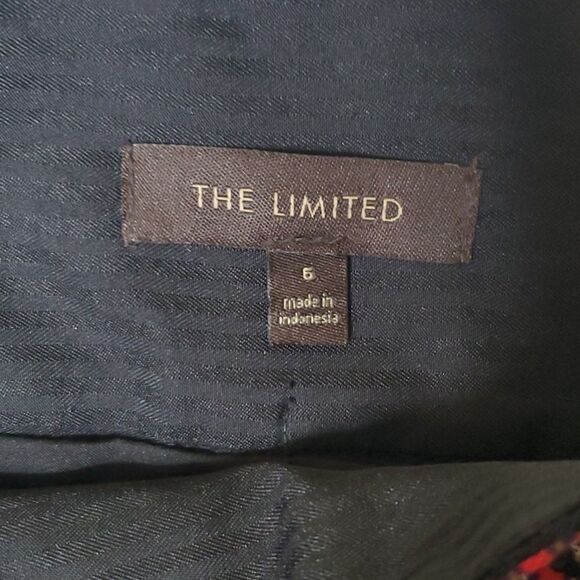 THE LIMITED
6
made in
indonesia